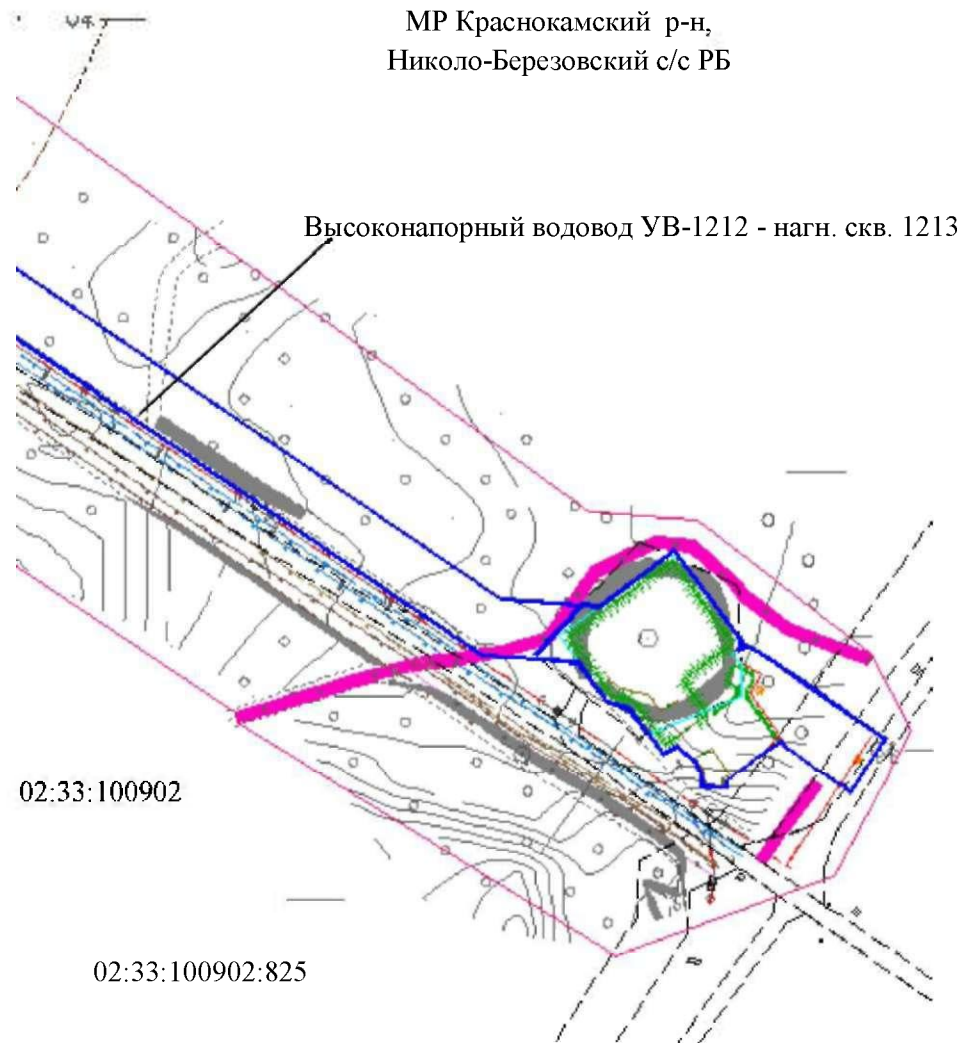 МР Краснокамский р-н,
Николо-Березовский с/с РБ
Высоконапорный водовод УВ-1212 - нагн. скв. 1213
02:33:100902
02:33:100902:825